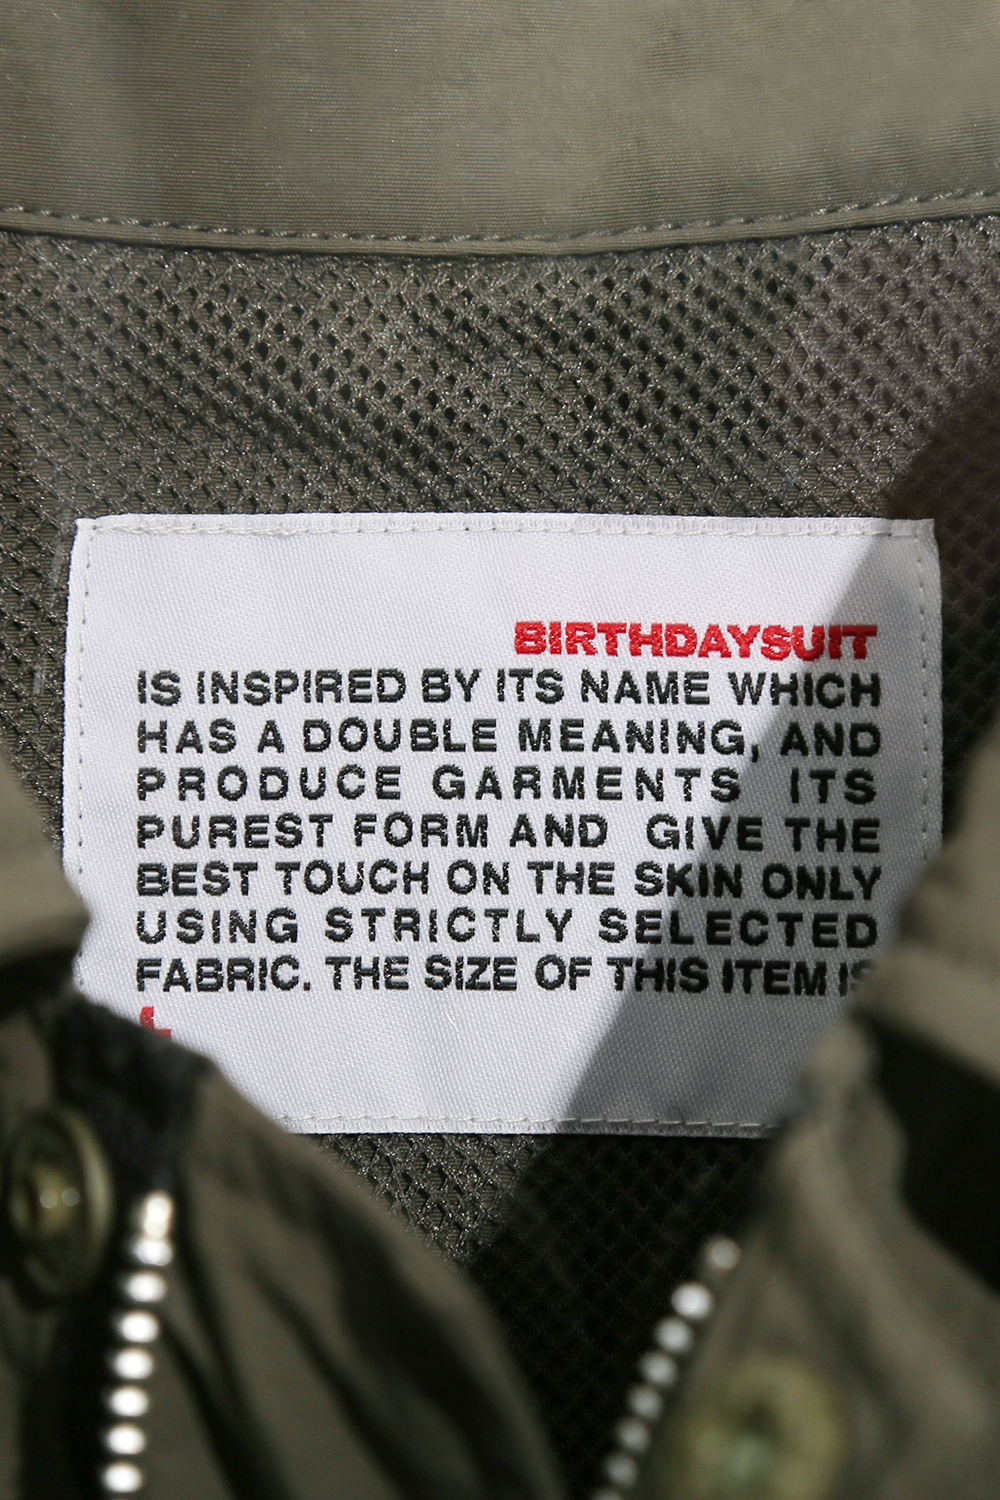 BIRTHDAYSUIT
IS INSPIRED BY ITS NAME WHICH
HAS A DOUBLE MEANING, AND
PRODUCE GARMENTS ITS
PUREST FORM AND GIVE THE
BEST TOUCH ON THE SKIN ONLY
USING STRICTLY SELECTED
FABRIC. THE SIZE OF THIS ITEM IS
L